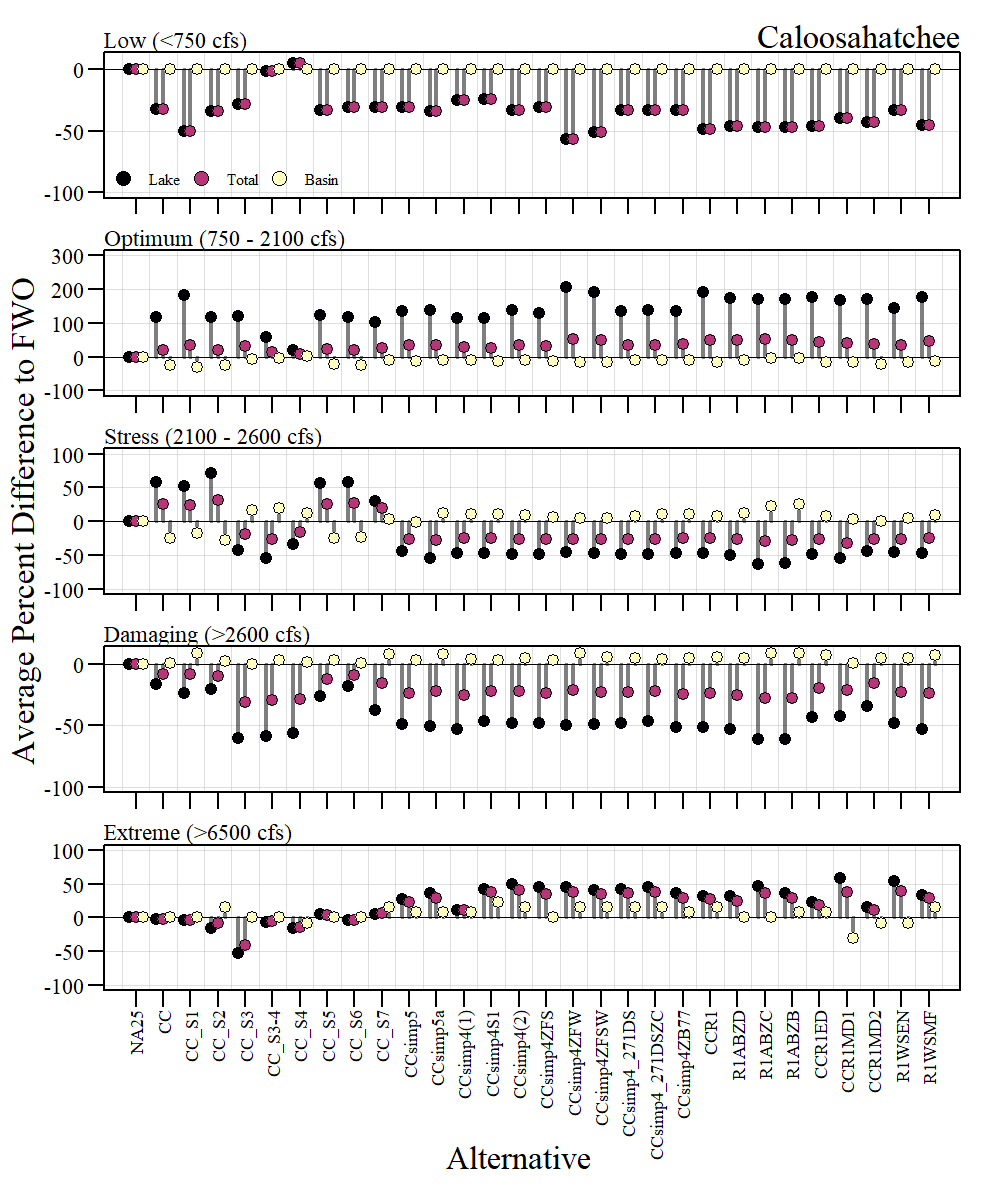 Caloosahatchee
Low (<750 cfs)
0
-50
-100
Lake Total Basin
Optimum (750 - 2100 cfs)
300
200
100
0
-100
Stress (2100 - 2600 cfs)
100
50
0
-50
-100
Damaging (>2600 cfs)
0
-50
-100
Extreme (>6500 cfs)
100
50
0
-50
-100
Average Percent Difference to FWO
NA25
CC
CC_S1
CC_S2
CC_S3
CC_S3-4
CC_S4
CC_S5
CC_S6
CC_S7
CCsimp5
CCsimp5a
CCsimp4(1)
CCsimp4S1
CCsimp4(2)
CCsimp4ZFS
CCsimp4ZFW
CCsimp4ZFSW
CCsimp4_271DS
CCsimp4_271DSZC
CCsimp4ZB77
CCR1
R1ABZD
R1ABZC
R1ABZB
CCR1ED
CCR1MD1
CCR1MD2
R1WSEN
R1WSMF
Alternative